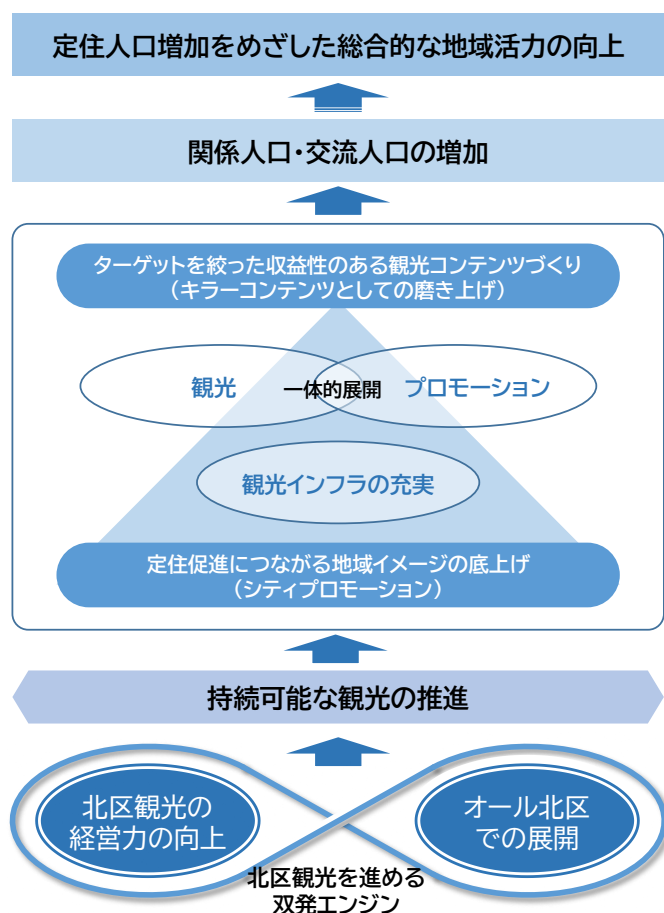 定住人口増加をめざした総合的な地域活力の向上
関係人口・交流人口の増加
ターゲットを絞った収益性のある観光コンテンツづくり
（キラーコンテンツとしての磨き上げ）
観光
一体的展開
プロモーション
観光インフラの充実
定住促進につながる地域イメージの底上げ
（シティプロモーション）
持続可能な観光の推進
北区観光の
経営力の向上
オール北区
での展開
北区観光を進める
双発エンジン